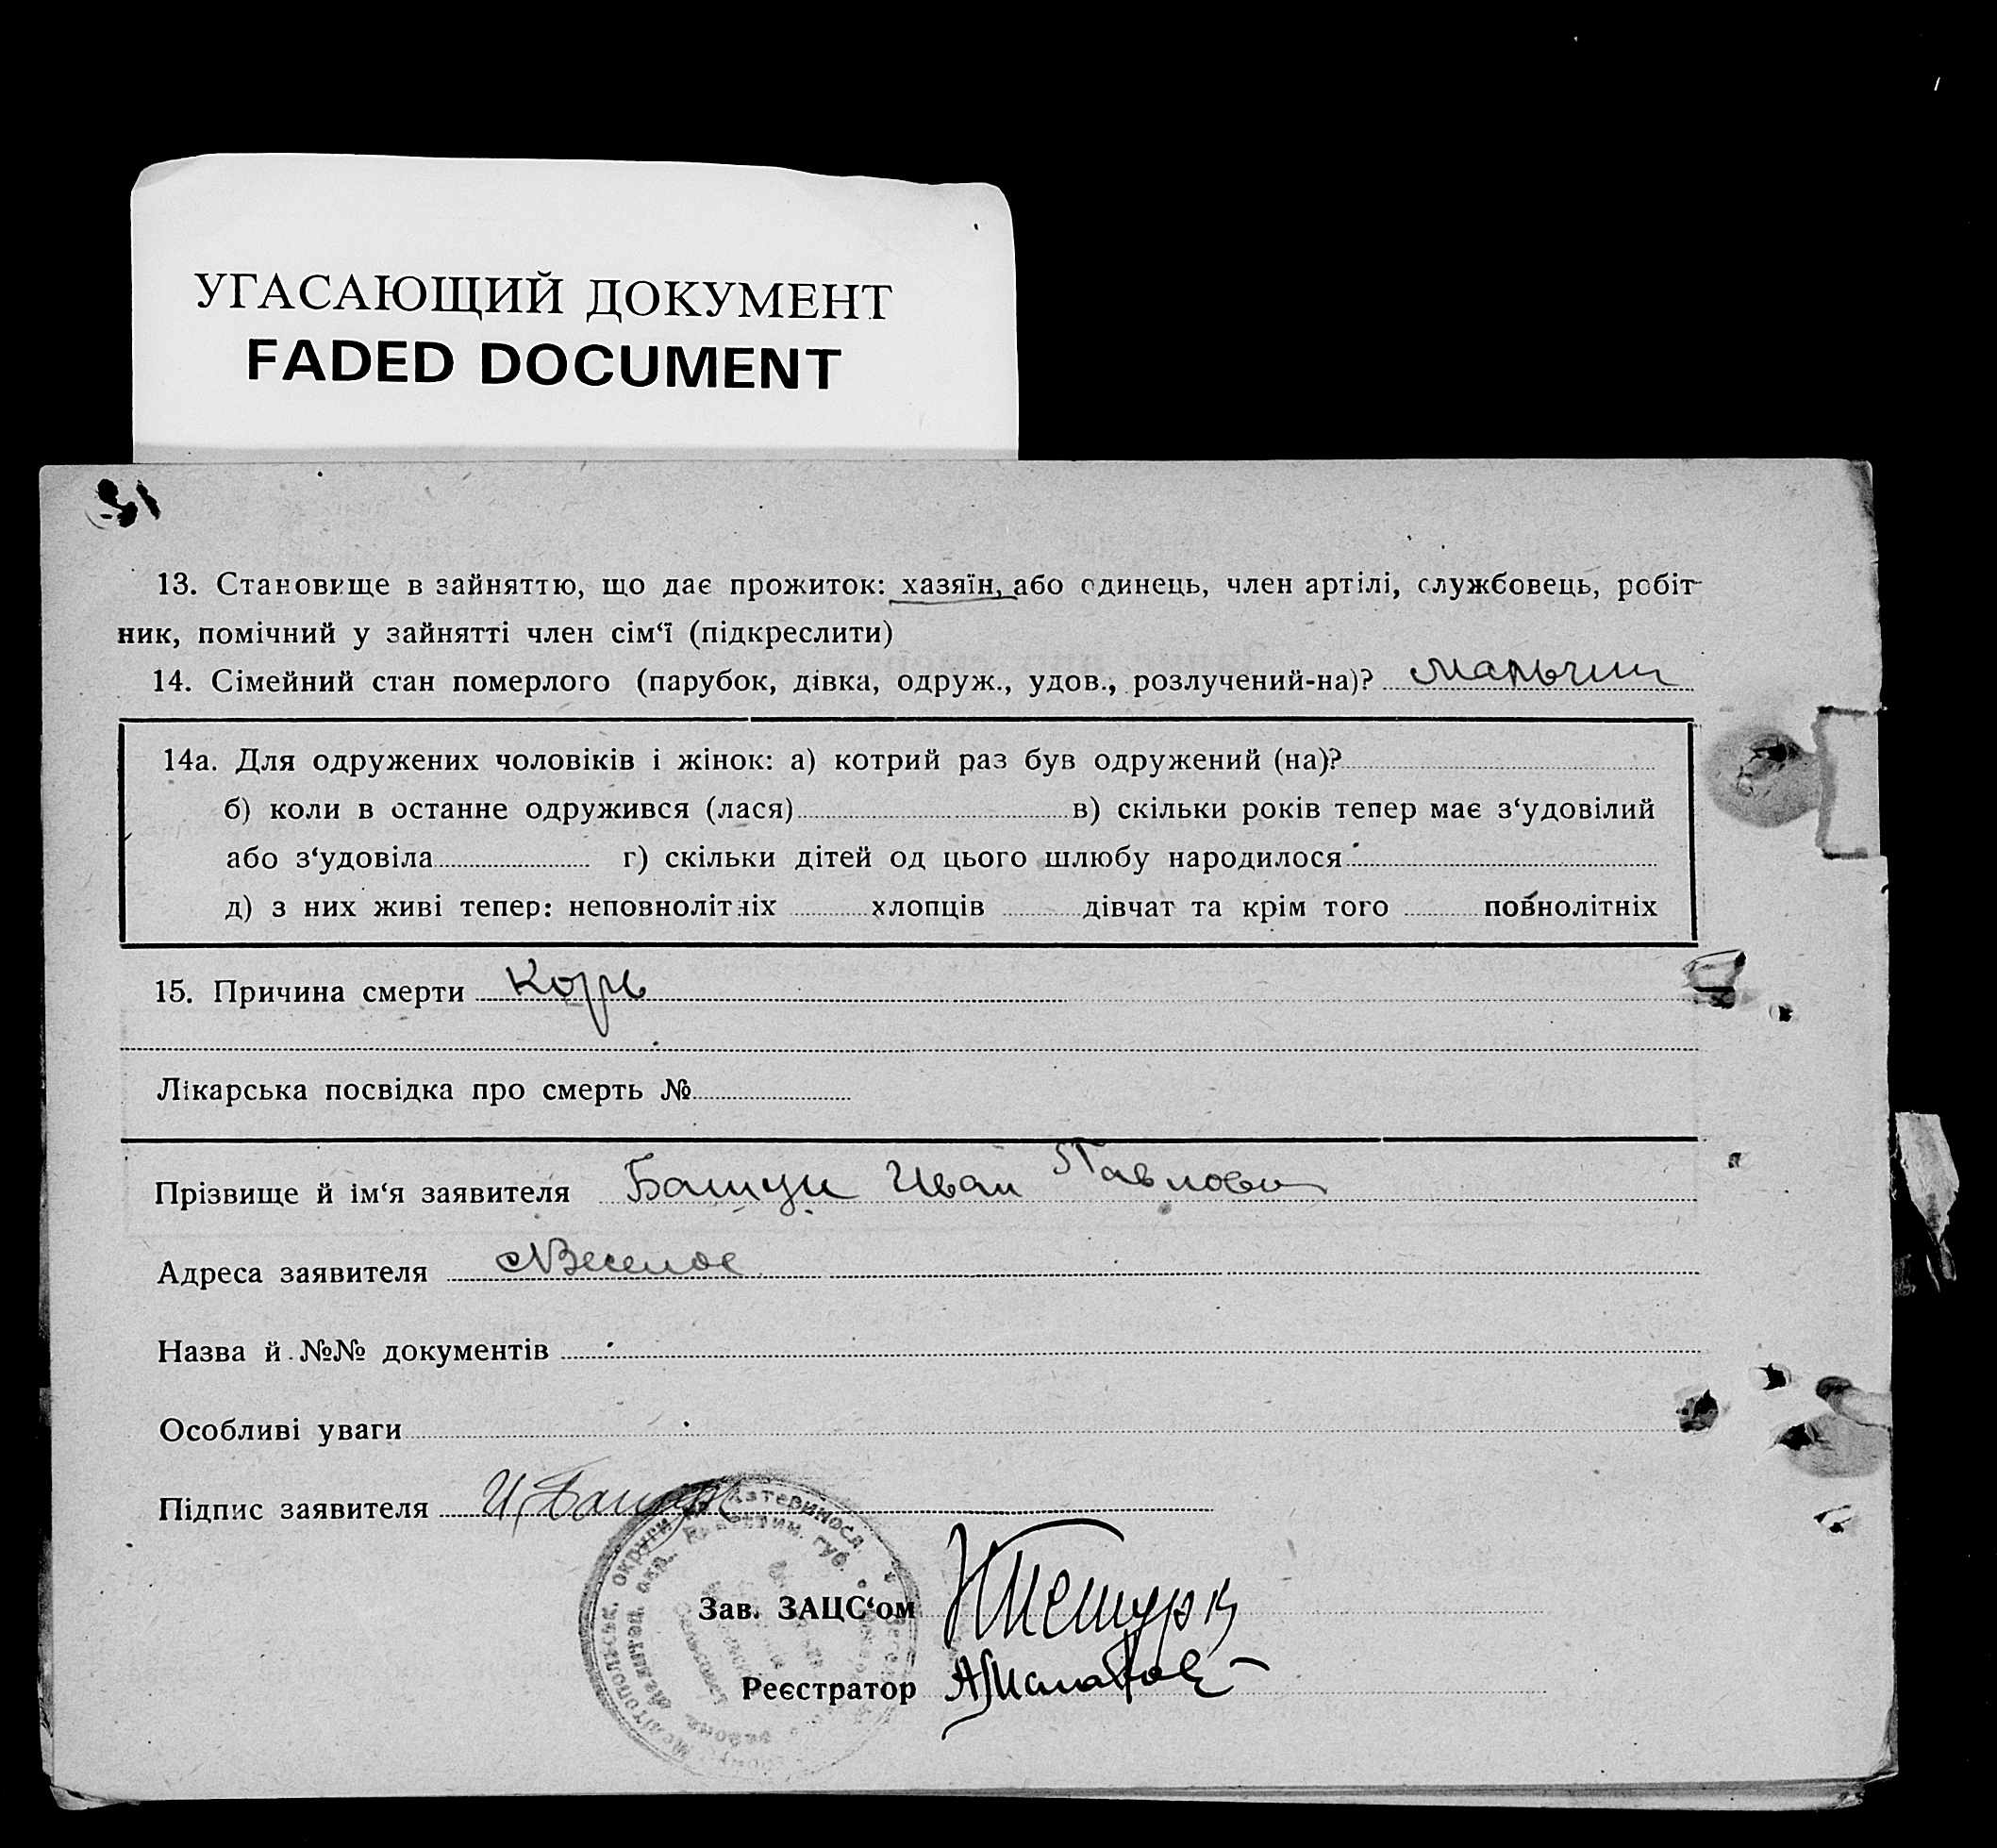 УГАСАЮЩИЙ ДОКУМЕНТ
FADED DOCUMENT
13. Становище в зайняттю, що дає прожиток: хазяїн, або одинець, член артілі, службовець, робіт-
ник, помічний у зайнятті член сім‘ї (підкреслити)
14. Сімейний стан померлого (парубок, дівка, одруж., удов., розлучений-на)?
14а. Для одружених чоловіків і жінок: а) котрий раз був одружений (на)?
б) коли в останне одружився (лася) в) скільки років тепер має з‘удовілий
або з‘удовіла г) скільки дітей од цього шлюбу народилося
д) з них живі тепер: неповнолітніх хлопців дівчат та крім того повнолітніх
15. Причина смерти Корь
Лікарська посвідка про смерть №
Прізвище й ім‘я заявителя Иван Павлович
Адреса заявителя Веселое
Назва й №№ документів
Особливі уваги
Підпис заявителя
Зав. ЗАЦС‘ом
Реєстратор